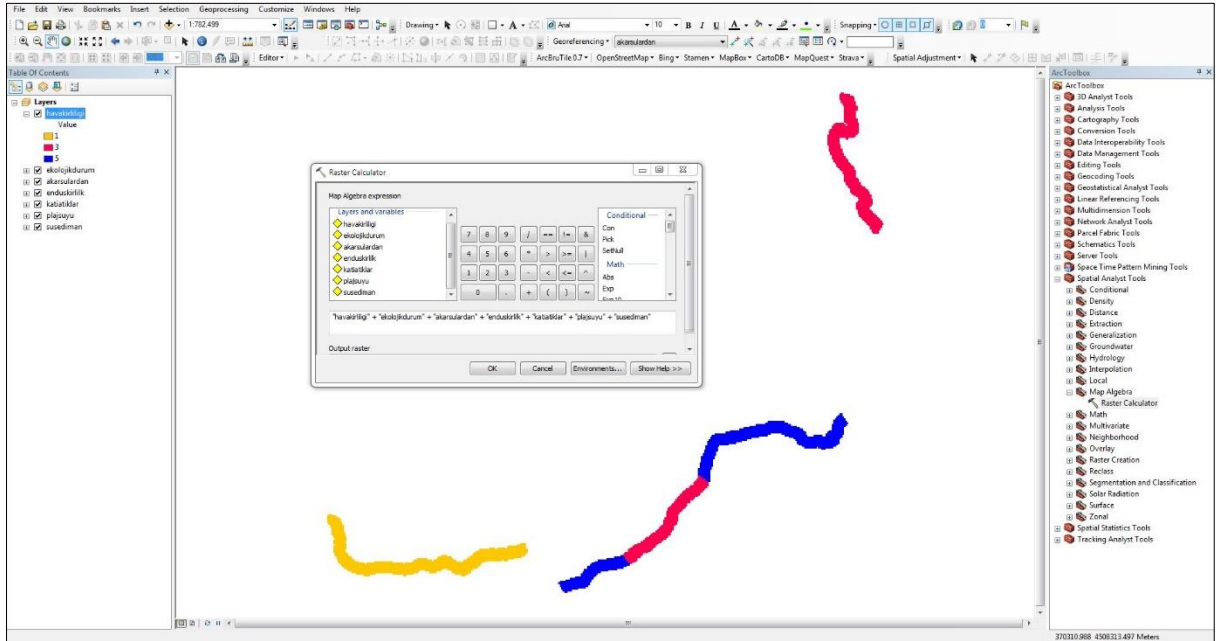 File Edit View Bookmarks Insert Selection Geoprocessing Customize Windows Help
1:782.499 Drawing Arial 10 B I U A Snapping
Georeferencing akarsulardan
Editor ArcBruTile 0.7 OpenStreetMap Bing Stamen MapBox CartoDB MapQuest Strava Spatial Adjustment
Table Of Contents
Layers
havakirliligi
Value
1
3
5
ekolojikdurum
akarsulardan
enduskirlilk
katiatiklar
plajsuyu
susediman
Raster Calculator
Map Algebra expression
Layers and variables
havakirliligi
ekolojikdurum
akarsulardan
enduskirlilk
katiatiklar
plajsuyu
susediman
7 8 9 / == != &
4 5 6 * > >= |
1 2 3 - < <= ^
0 . + ( ) ~
Conditional
Con
Pick
SetNull
Math
Abs
Exp
Exp10
"havakirliligi" + "ekolojikdurum" + "akarsulardan" + "enduskirlilk" + "katiatiklar" + "plajsuyu" + "susediman"
Output raster
OK Cancel Environments... Show Help >>
ArcToolbox
ArcToolbox
3D Analyst Tools
Analysis Tools
Cartography Tools
Conversion Tools
Data Interoperability Tools
Data Management Tools
Editing Tools
Geocoding Tools
Geostatistical Analyst Tools
Linear Referencing Tools
Multidimension Tools
Network Analyst Tools
Parcel Fabric Tools
Schematics Tools
Server Tools
Space Time Pattern Mining Tools
Spatial Analyst Tools
Conditional
Density
Distance
Extraction
Generalization
Groundwater
Hydrology
Interpolation
Local
Map Algebra
Raster Calculator
Math
Multivariate
Neighborhood
Overlay
Raster Creation
Reclass
Segmentation and Classification
Solar Radiation
Surface
Zonal
Spatial Statistics Tools
Tracking Analyst Tools
370310.988 4506313.497 Meters